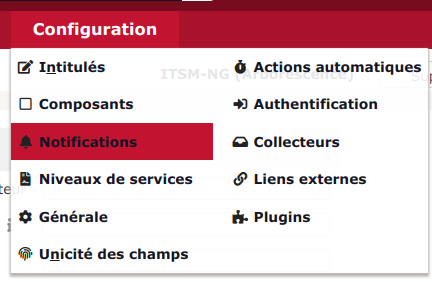 Configuration
Intitulés
Composants
Notifications
Niveaux de services
Générale
Unicité des champs
Actions automatiques
Authentification
Collecteurs
Liens externes
Plugins
ITSM-NG (Arborescence)